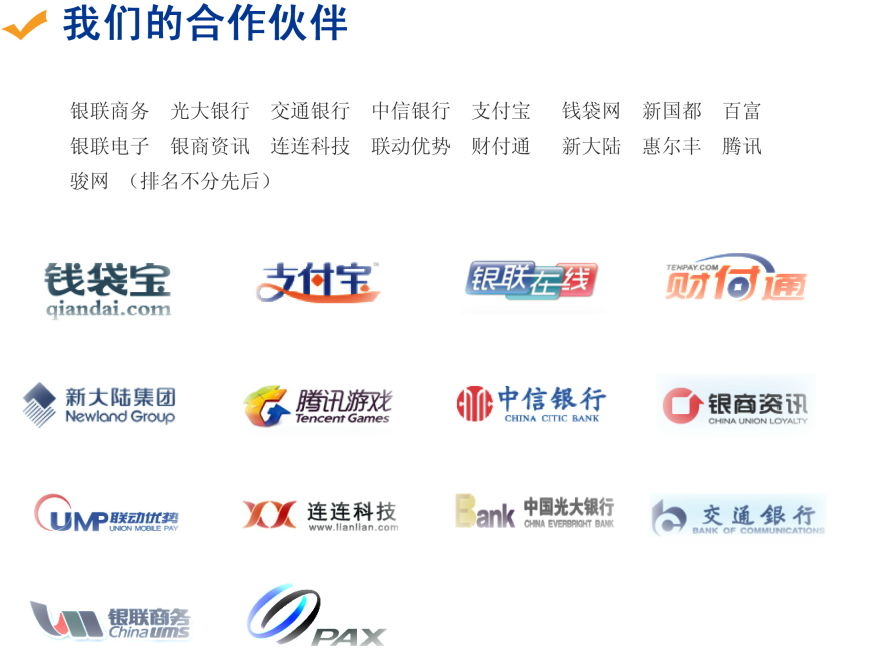 我们的合作伙伴
银联商务 光大银行 交通银行 中信银行 支付宝 钱袋网 新国都 百富
银联电子 银商资讯 连连科技 联动优势 财付通 新大陆 惠尔丰 腾讯
骏网 （排名不分先后）
钱袋宝
qiandai.com
支付宝
银联在线
TENPAY.COM
财付通
新大陆集团
Newland Group
腾讯游戏
Tencent Games
中信银行
CHINA CITIC BANK
银商资讯
CHINA UNION LOYALTY
UMP联动优势
UNION MOBILE PAY
连连科技
www.lianlian.com
Bank 中国光大银行
CHINA EVERBRIGHT BANK
交通銀行
BANK OF COMMUNICATIONS
银联商务
China ums
PAX